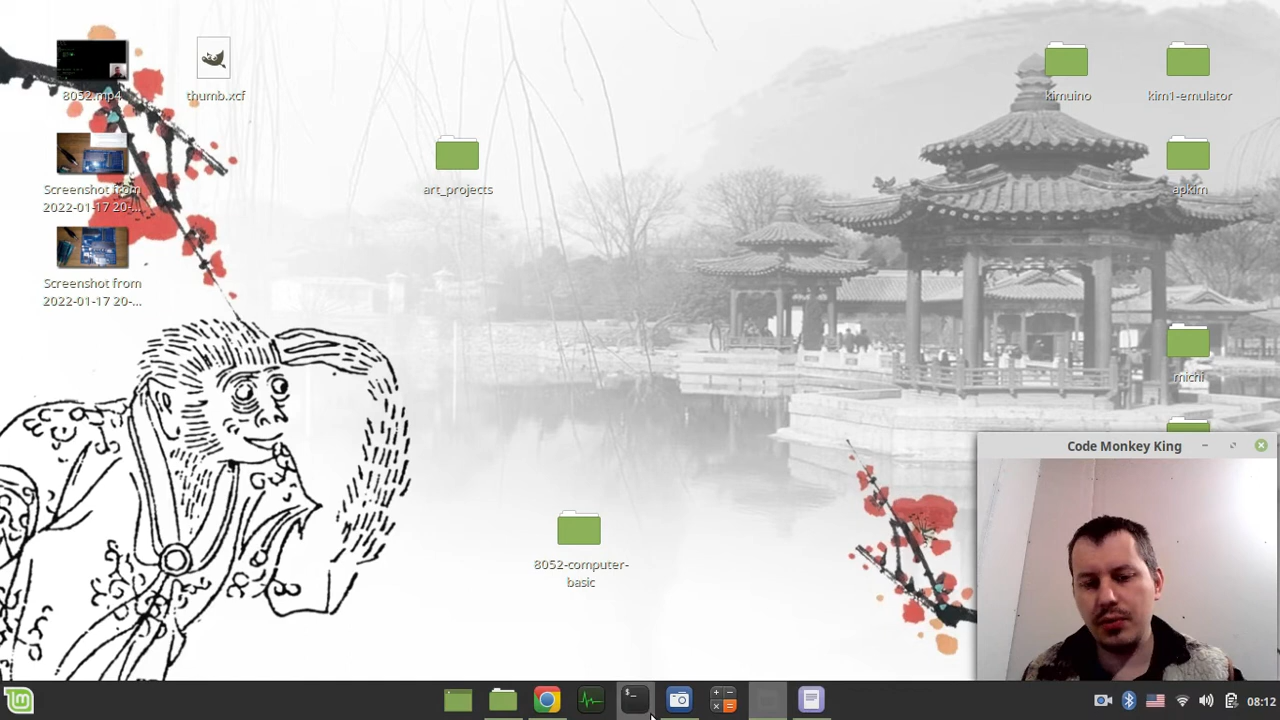 8052.mp4
thumb.xcf
kimuino
kim1-emulator
Screenshot from
2022-01-17 20-...
art_projects
apkim
Screenshot from
2022-01-17 20-...
michi
Code Monkey King
8052-computer-
basic
08:12